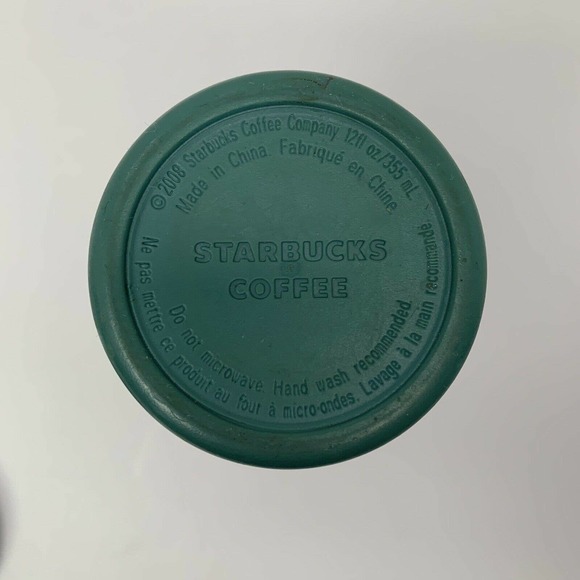 © 2008 Starbucks Coffee Company 12fl oz/355 mL.
Made in China. Fabriqué en Chine.
STARBUCKS
COFFEE
Do not microwave. Hand wash recommended.
Ne pas mettre ce produit au four à micro-ondes. Lavage à la main recommandé.